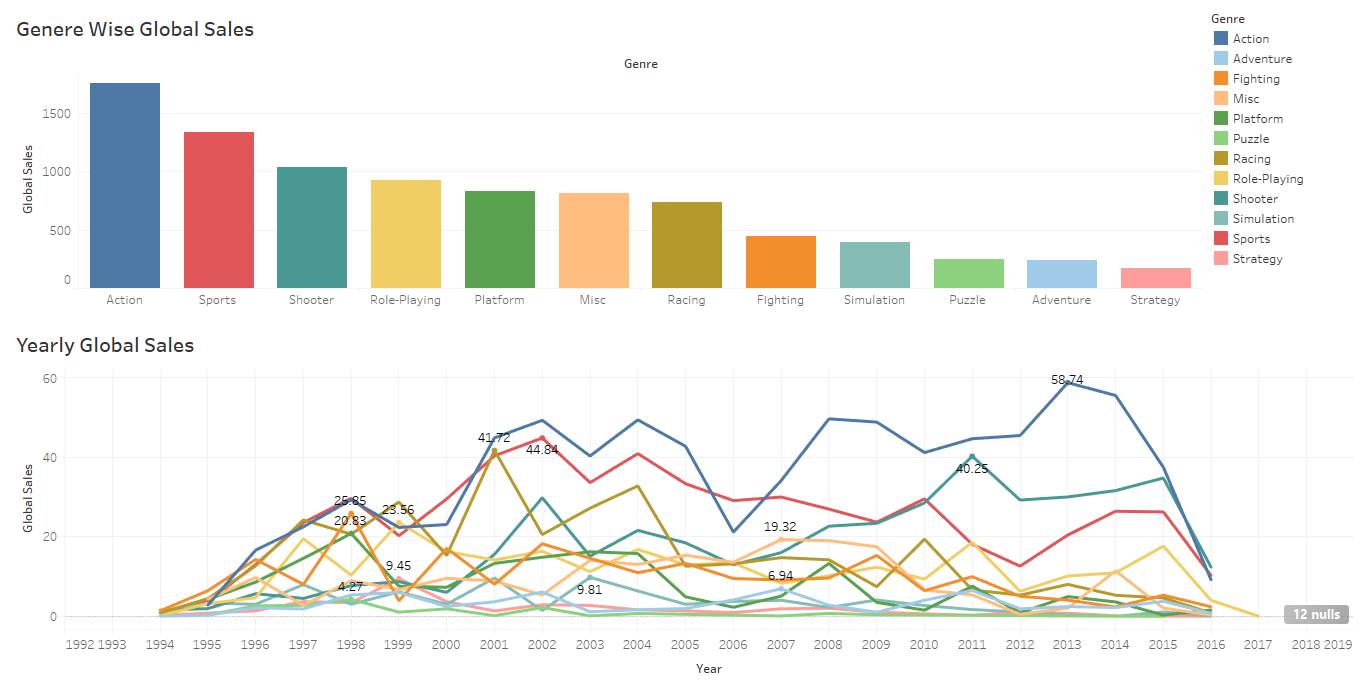 Genere Wise Global Sales
Genre
Global Sales
1500
1000
500
0
Action Sports Shooter Role-Playing Platform Misc Racing Fighting Simulation Puzzle Adventure Strategy
Genre
Action
Adventure
Fighting
Misc
Platform
Puzzle
Racing
Role-Playing
Shooter
Simulation
Sports
Strategy
Yearly Global Sales
Global Sales
60
40
20
0
58.74
41.72
44.84
40.25
25.85
23.56
20.83
19.32
9.45
6.94
4.27
9.81
12 nulls
1992 1993 1994 1995 1996 1997 1998 1999 2000 2001 2002 2003 2004 2005 2006 2007 2008 2009 2010 2011 2012 2013 2014 2015 2016 2017 2018 2019
Year